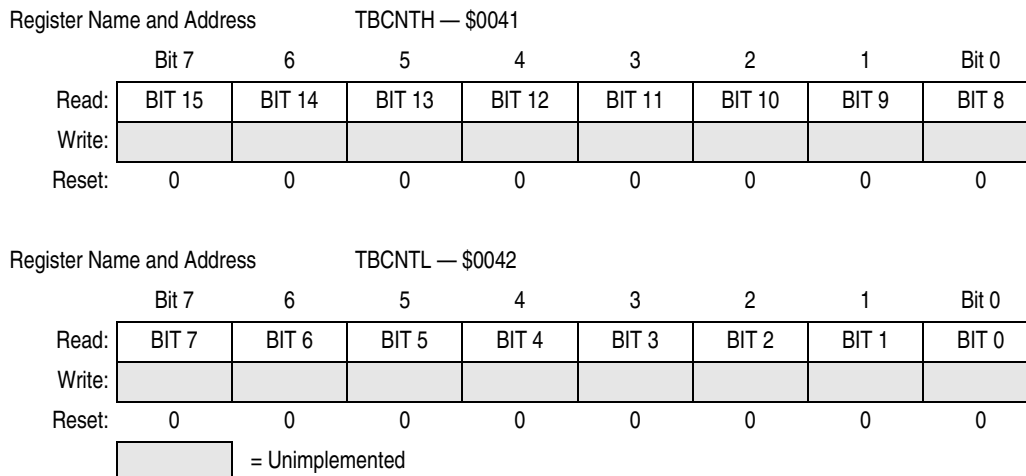 Register Name and Address TBCNTH — $0041
Bit 7 6 5 4 3 2 1 Bit 0
Read: BIT 15 BIT 14 BIT 13 BIT 12 BIT 11 BIT 10 BIT 9 BIT 8
Write:
Reset: 0 0 0 0 0 0 0 0
Register Name and Address TBCNTL — $0042
Bit 7 6 5 4 3 2 1 Bit 0
Read: BIT 7 BIT 6 BIT 5 BIT 4 BIT 3 BIT 2 BIT 1 BIT 0
Write:
Reset: 0 0 0 0 0 0 0 0
= Unimplemented